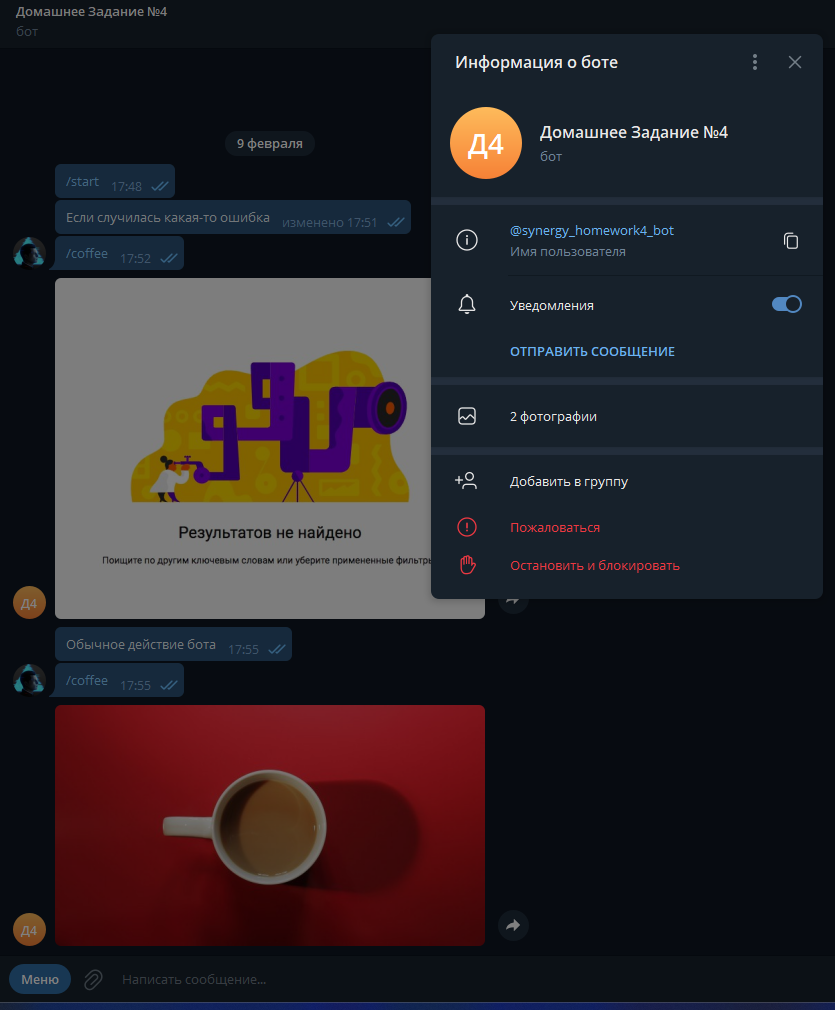 Домашнее Задание №4
бот
9 февраля
/start 17:48
Если случилась какая-то ошибка изменено 17:51
/coffee 17:52
Результатов не найдено
Поищите по другим ключевым словам или уберите примененные фильтры
Д4
Обычное действие бота 17:55
/coffee 17:55
Д4
Меню
Написать сообщение...
Информация о боте
Д4
Домашнее Задание №4
бот
@synergy_homework4_bot
Имя пользователя
Уведомления
ОТПРАВИТЬ СООБЩЕНИЕ
2 фотографии
Добавить в группу
Пожаловаться
Остановить и блокировать